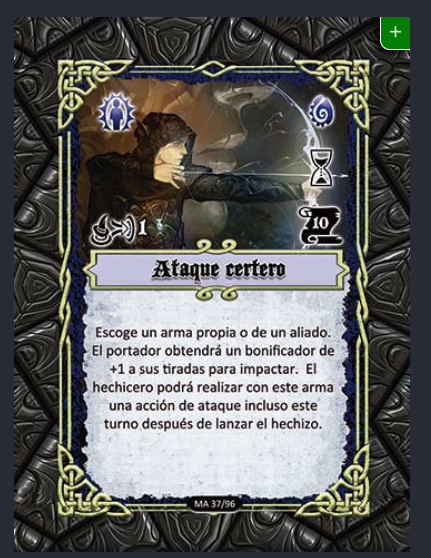 +
1
10
Ataque certero
Escoge un arma propia o de un aliado.
El portador obtendrá un bonificador de
+1 a sus tiradas para impactar. El
hechicero podrá realizar con este arma
una acción de ataque incluso este
turno después de lanzar el hechizo.
MA 37/96